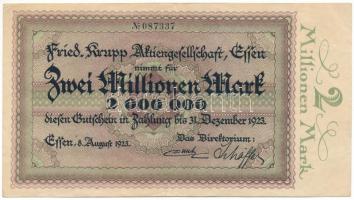 № 087337
Fried. Krupp Aktiengesellschaft, Essen
nimmt für
Zwei Millionen Mark
2 000 000
diesen Gutschein in Zahlung bis 31. Dezember 1923.
Essen, 8. August 1923. Das Direktorium:
2 Millionen Mark